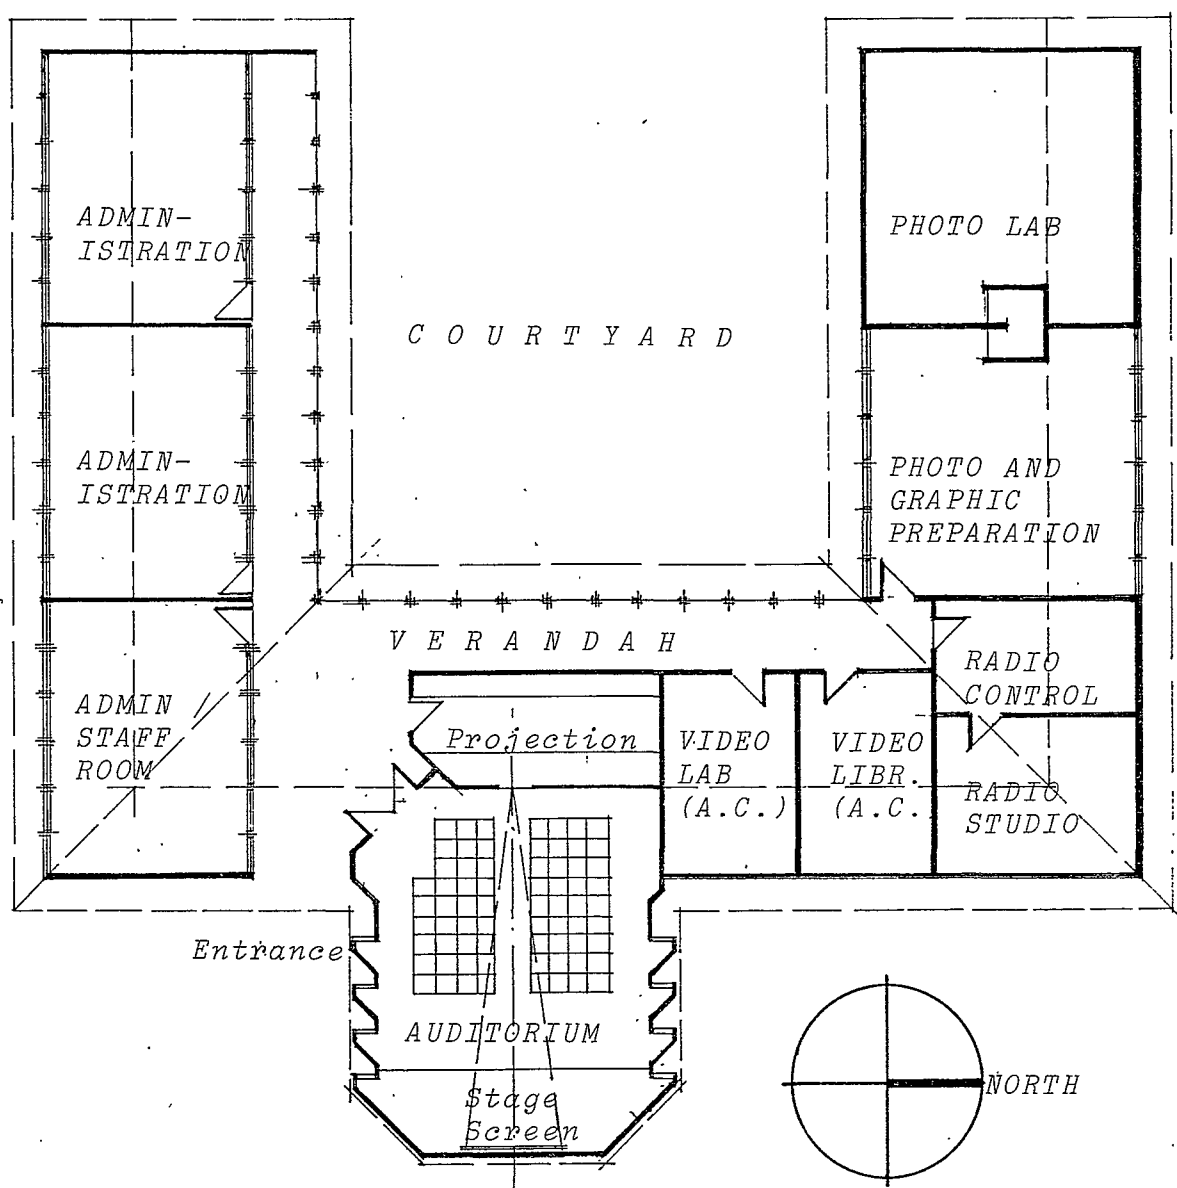 ADMIN-
ISTRATION
PHOTO LAB
C O U R T Y A R D
ADMIN-
ISTRATION
PHOTO AND
GRAPHIC
PREPARATION
V E R A N D A H
RADIO
CONTROL
ADMIN
STAFF
ROOM
Projection
VIDEO
LAB
(A.C.)
VIDEO
LIBR.
(A.C.
RADIO
STUDIO
Entrance
AUDITORIUM
Stage
Screen
NORTH